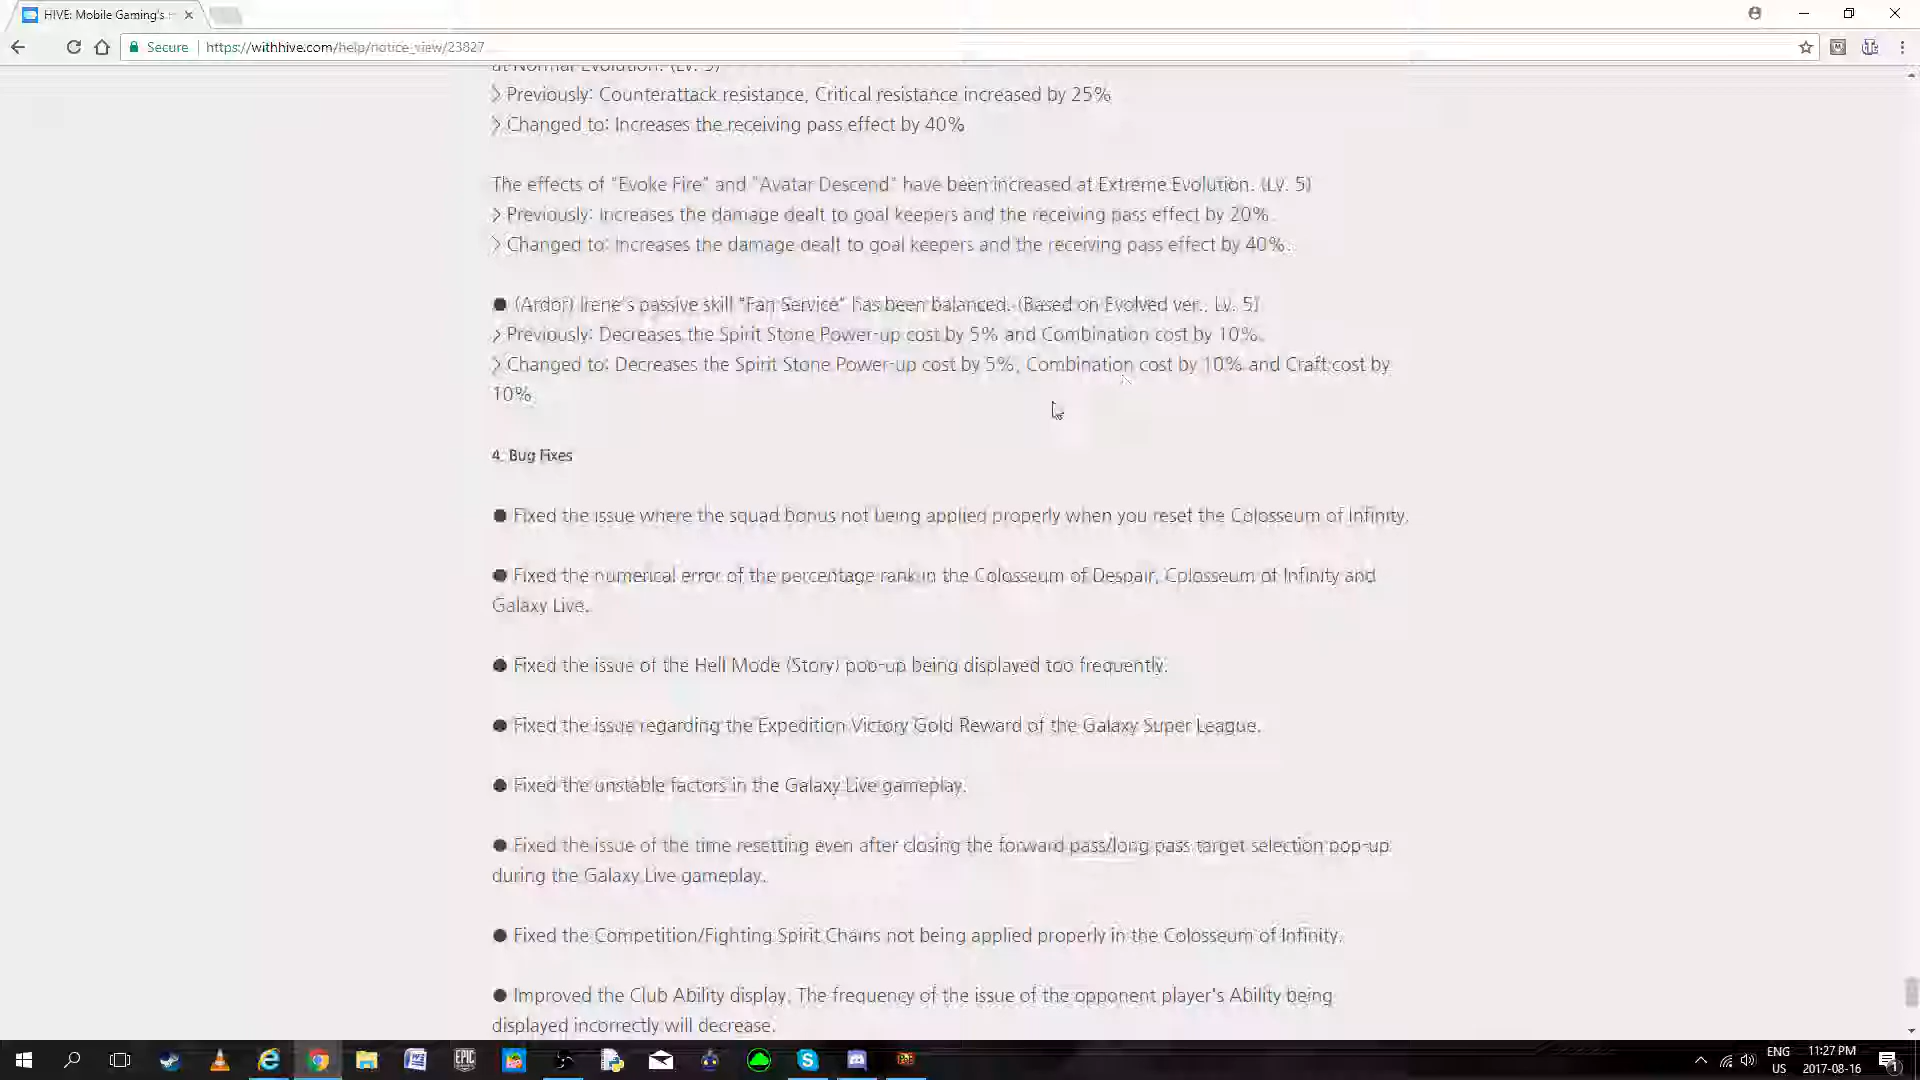 HIVE: Mobile Gaming's
Secure
https://withhive.com/help/notice_view/23827
at Normal Evolution. (Lv. 5)
> Previously: Counterattack resistance, Critical resistance increased by 25%
> Changed to: Increases the receiving pass effect by 40%
The effects of "Evoke Fire" and "Avatar Descend" have been increased at Extreme Evolution. (Lv. 5)
> Previously: Increases the damage dealt to goal keepers and the receiving pass effect by 20%.
> Changed to: Increases the damage dealt to goal keepers and the receiving pass effect by 40%.
● (Ardor) Irene's passive skill "Fan Service" has been balanced. (Based on Evolved ver., Lv. 5)
> Previously: Decreases the Spirit Stone Power-up cost by 5% and Combination cost by 10%.
> Changed to: Decreases the Spirit Stone Power-up cost by 5%, Combination cost by 10% and Craft cost by
10%.
4. Bug Fixes
● Fixed the issue where the squad bonus not being applied properly when you reset the Colosseum of Infinity.
● Fixed the numerical error of the percentage rank in the Colosseum of Despair, Colosseum of Infinity and
Galaxy Live.
● Fixed the issue of the Hell Mode (Story) pop-up being displayed too frequently.
● Fixed the issue regarding the Expedition Victory Gold Reward of the Galaxy Super League.
● Fixed the unstable factors in the Galaxy Live gameplay.
● Fixed the issue of the time resetting even after closing the forward pass/long pass target selection pop-up
during the Galaxy Live gameplay.
● Fixed the Competition/Fighting Spirit Chains not being applied properly in the Colosseum of Infinity.
● Improved the Club Ability display. The frequency of the issue of the opponent player's Ability being
displayed incorrectly will decrease.
EPIC
ENG
US
11:27 PM
2017-08-16
1